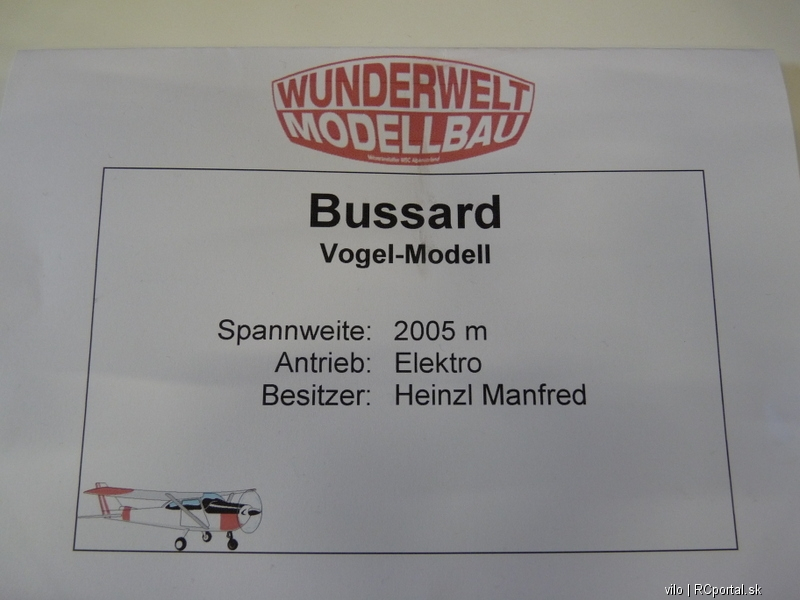 WUNDERWELT
MODELLBAU
Bussard
Vogel-Modell
Spannweite: 2005 m
Antrieb: Elektro
Besitzer: Heinzl Manfred
vilo | RCportal.sk